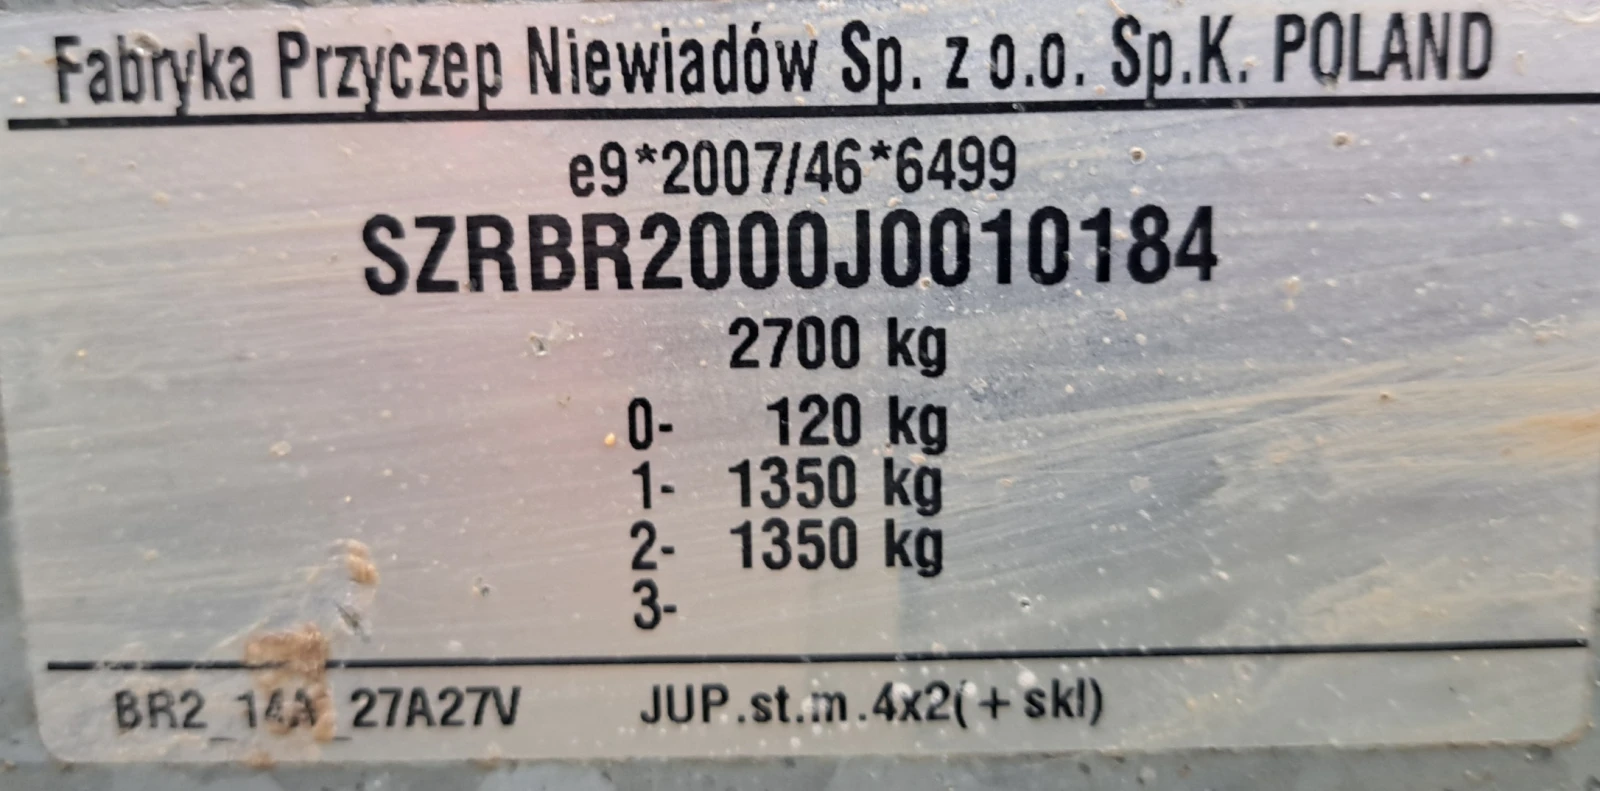 Fabryka Przyczep Niewiadów Sp. z o.o. Sp.K. POLAND
e9*2007/46*6499
SZRBR2000J0010184
2700 kg
0- 120 kg
1- 1350 kg
2- 1350 kg
3-
BR2_14A_27A27V JUP.st.m.4x2(+skl)